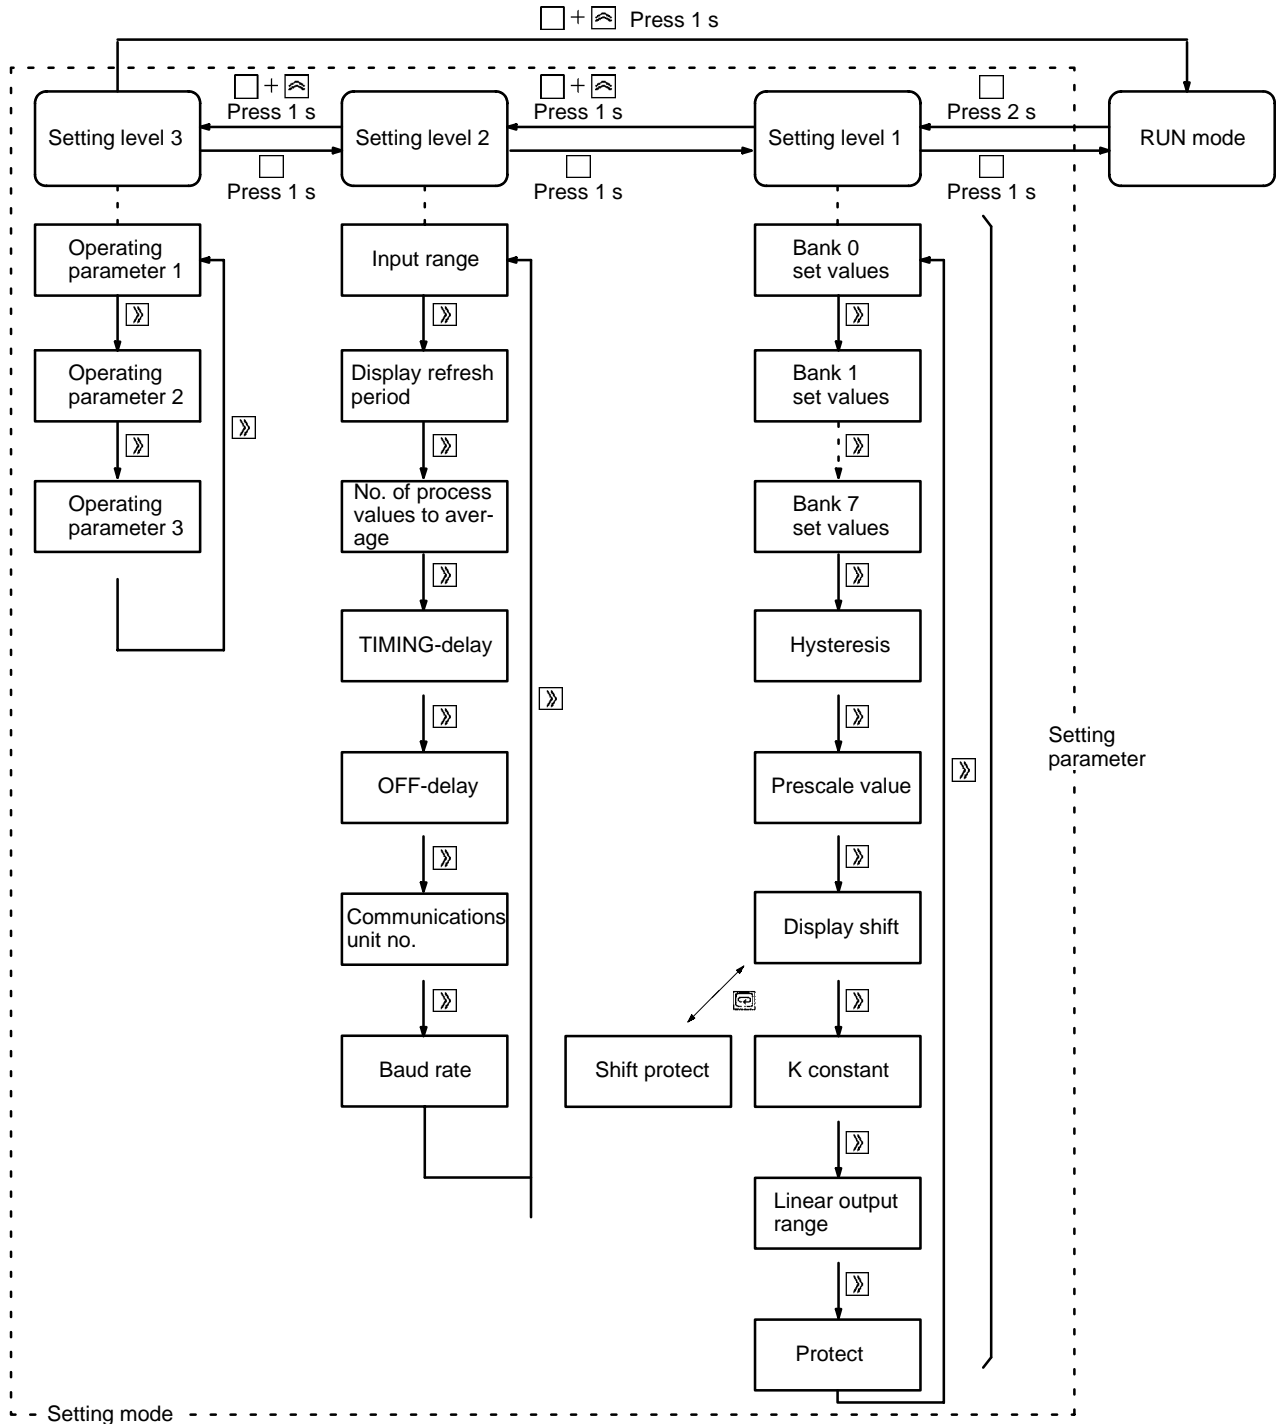 + Press 1 s
+
Press 1 s
+
Press 1 s
Press 2 s
Setting level 3
Setting level 2
Setting level 1
RUN mode
Press 1 s
Press 1 s
Press 1 s
Operating
parameter 1
Operating
parameter 2
Operating
parameter 3
Input range
Display refresh
period
No. of process
values to aver-
age
TIMING-delay
OFF-delay
Communications
unit no.
Baud rate
Bank 0
set values
Bank 1
set values
Bank 7
set values
Hysteresis
Prescale value
Display shift
Shift protect
K constant
Linear output
range
Protect
Setting
parameter
Setting mode